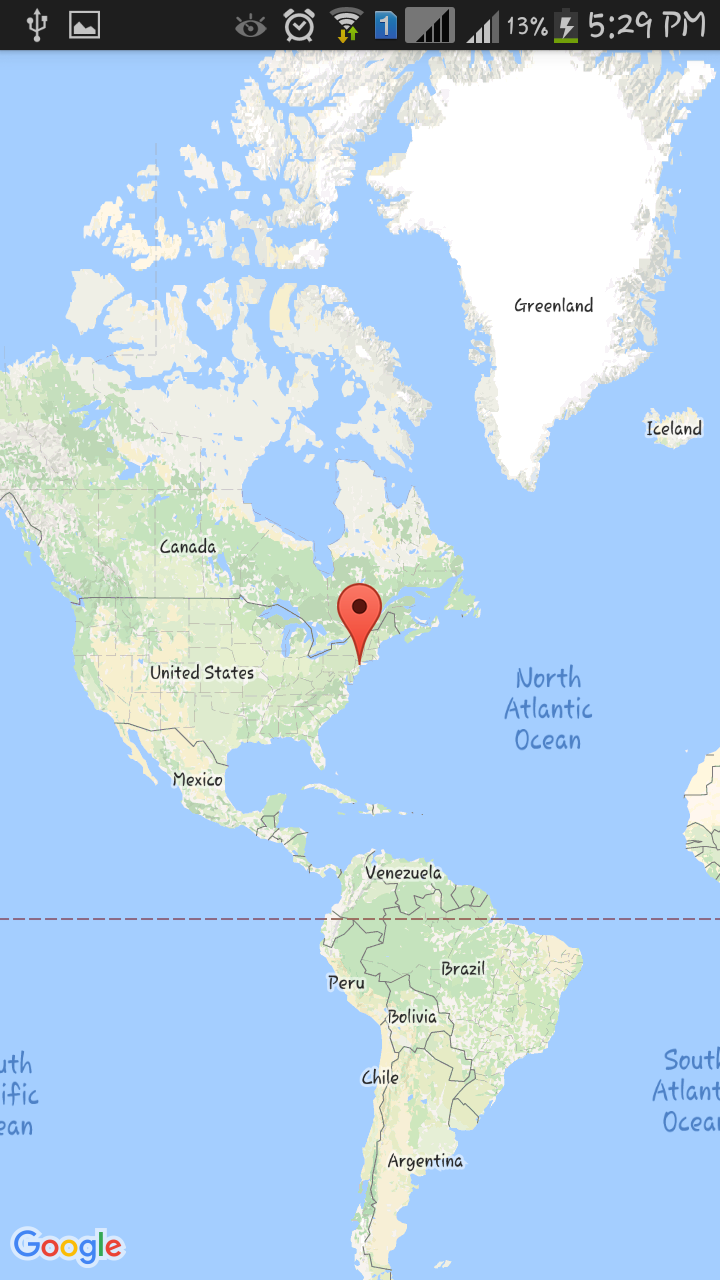 1 13% 5:29 PM
Greenland
Iceland
Canada
United States
North
Atlantic
Ocean
Mexico
Venezuela
Brazil
Peru
Bolivia
uth
ific
ean
Chile
South
Atlant
Ocea
Argentina
Google